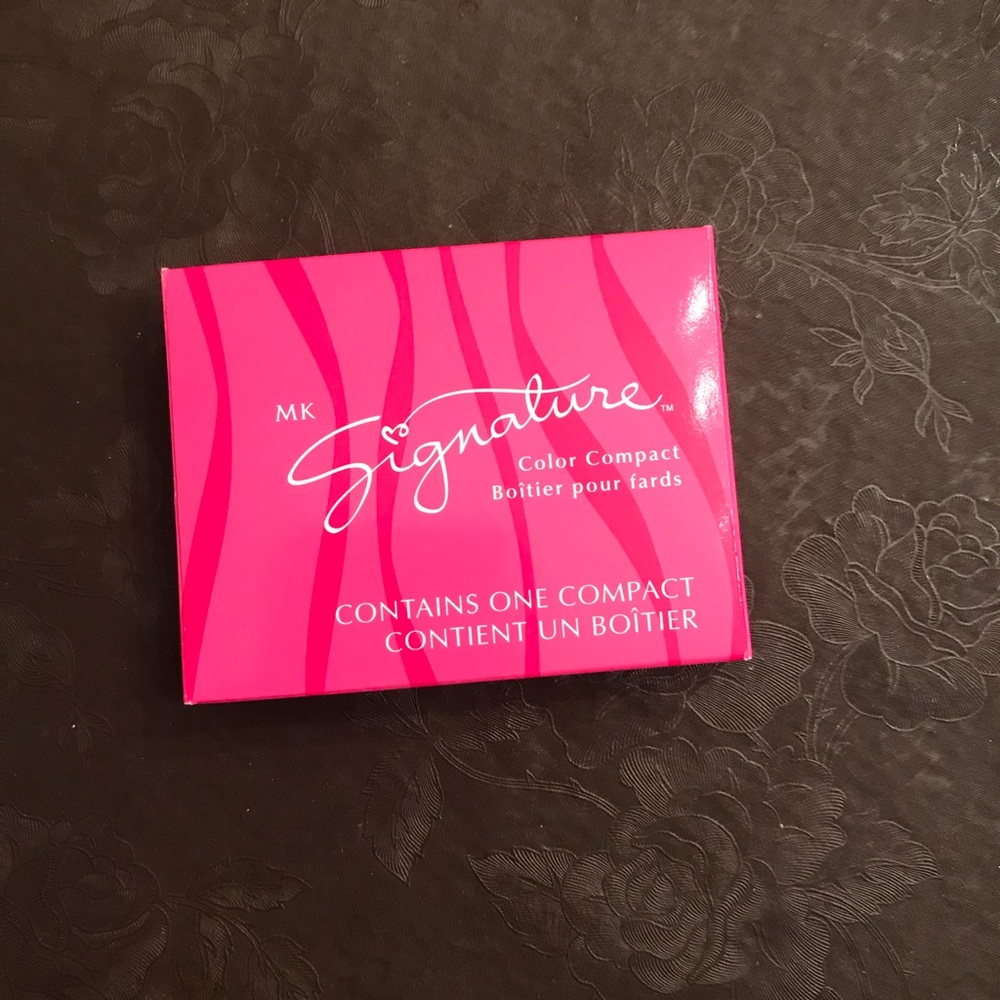 MK Signature™
Color Compact
Boîtier pour fards
CONTAINS ONE COMPACT
CONTIENT UN BOÎTIER